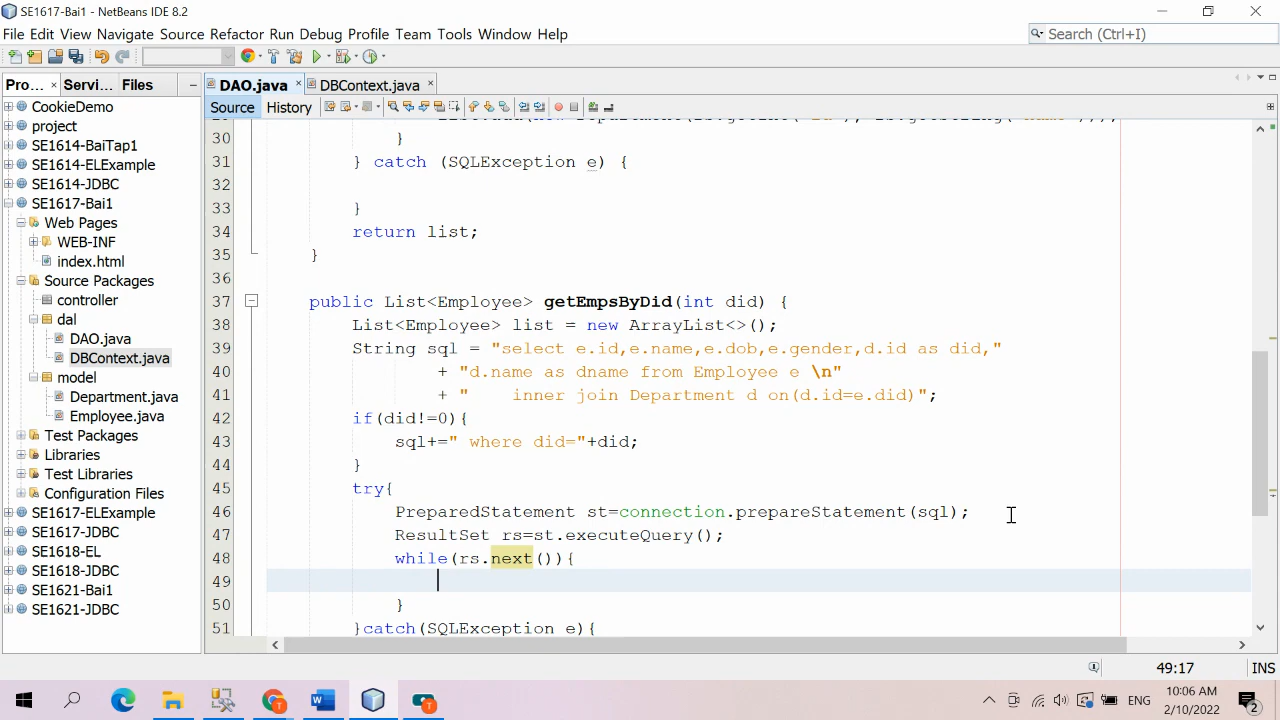 SE1617-Bai1 - NetBeans IDE 8.2
File Edit View Navigate Source Refactor Run Debug Profile Team Tools Window Help
Search (Ctrl+I)
Pro... Servi... Files
DAO.java DBContext.java
Source History
CookieDemo
project
SE1614-BaiTap1
SE1614-ELExample
SE1614-JDBC
SE1617-Bai1
Web Pages
WEB-INF
index.html
Source Packages
controller
dal
DAO.java
DBContext.java
model
Department.java
Employee.java
Test Packages
Libraries
Test Libraries
Configuration Files
SE1617-ELExample
SE1617-JDBC
SE1618-EL
SE1618-JDBC
SE1621-Bai1
SE1621-JDBC
30 }
31 } catch (SQLException e) {
32
33 }
34 return list;
35 }
36
37 public List<Employee> getEmpsByDid(int did) {
38 List<Employee> list = new ArrayList<>();
39 String sql = "select e.id,e.name,e.dob,e.gender,d.id as did,"
40 + "d.name as dname from Employee e \n"
41 + " inner join Department d on(d.id=e.did)";
42 if(did!=0){
43 sql+=" where did="+did;
44 }
45 try{
46 PreparedStatement st=connection.prepareStatement(sql);
47 ResultSet rs=st.executeQuery();
48 while(rs.next()){
49
50 }
51 }catch(SQLException e){
49:17 INS
ENG
10:06 AM
2/10/2022
2